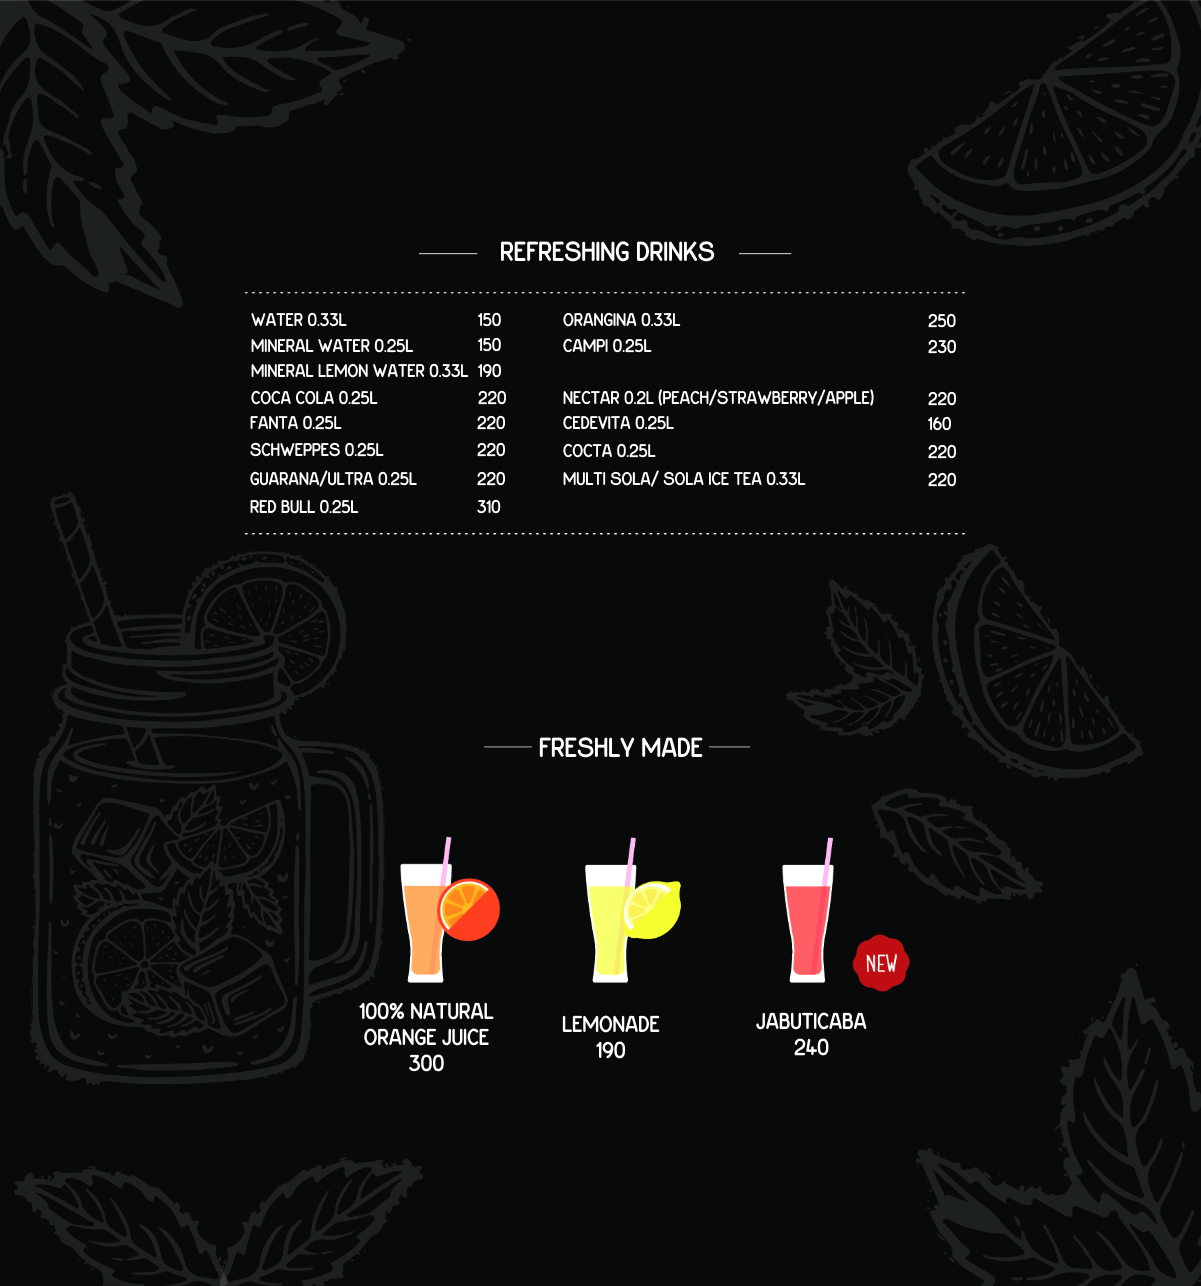 REFRESHING DRINKS
WATER 0.33L 150
MINERAL WATER 0.25L 150
MINERAL LEMON WATER 0.33L 190
COCA COLA 0.25L 220
FANTA 0.25L 220
SCHWEPPES 0.25L 220
GUARANA/ULTRA 0.25L 220
RED BULL 0.25L 310
ORANGINA 0.33L 250
CAMPI 0.25L 230
NECTAR 0.2L (PEACH/STRAWBERRY/APPLE) 220
CEDEVITA 0.25L 160
COCTA 0.25L 220
MULTI SOLA/ SOLA ICE TEA 0.33L 220
FRESHLY MADE
100% NATURAL
ORANGE JUICE
300
LEMONADE
190
NEW
JABUTICABA
240